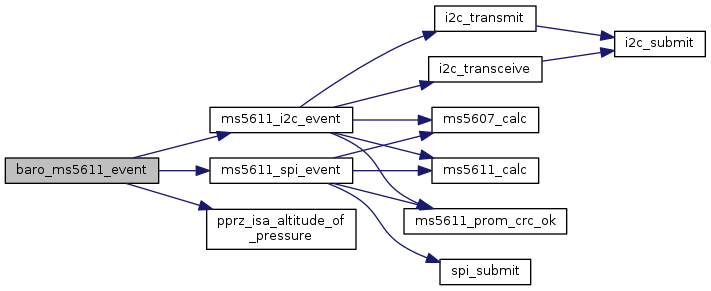 i2c_transmit
i2c_submit
i2c_transceive
ms5611_i2c_event
ms5607_calc
baro_ms5611_event
ms5611_spi_event
ms5611_calc
pprz_isa_altitude_of
_pressure
ms5611_prom_crc_ok
spi_submit